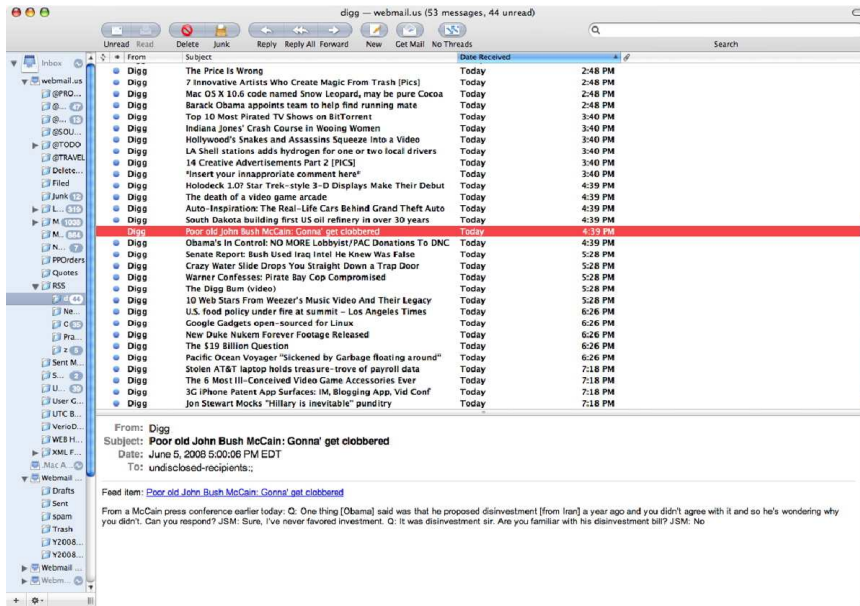 digg — webmail.us (53 messages, 44 unread)
Unread Read Delete Junk Reply Reply All Forward New Get Mail No Threads Search
From Subject Date Received
Inbox
webmail.us
@PRO...
@... 47
@... 13
@SOU...
@TODO
@TRAVEL
Delete...
Filed
Junk 12
L...
M
M...
N... 7
PPOrders
Quotes
RSS
d 44
Ne...
C 35
Pra...
z
Sent M...
S... 2
U...
User G...
UTC B...
VerioD...
WEB H...
XML F...
.Mac A...
Webmail ...
Drafts
Sent
spam
Trash
Y2008...
Y2008...
Webmail ...
Webm...
Digg The Price Is Wrong Today 2:48 PM
Digg 7 Innovative Artists Who Create Magic From Trash [Pics] Today 2:48 PM
Digg Mac OS X 10.6 code named Snow Leopard, may be pure Cocoa Today 2:48 PM
Digg Barack Obama appoints team to help find running mate Today 2:48 PM
Digg Top 10 Most Pirated TV Shows on BitTorrent Today 3:40 PM
Digg Indiana Jones' Crash Course in Wooing Women Today 3:40 PM
Digg Hollywood's Snakes and Assassins Squeeze Into a Video Today 3:40 PM
Digg LA Shell stations adds hydrogen for one or two local drivers Today 3:40 PM
Digg 14 Creative Advertisements Part 2 [PICS] Today 3:40 PM
Digg *insert your innapproriate comment here* Today 3:40 PM
Digg Holodeck 1.0? Star Trek-style 3-D Displays Make Their Debut Today 4:39 PM
Digg The death of a video game arcade Today 4:39 PM
Digg Auto-Inspiration: The Real-Life Cars Behind Grand Theft Auto Today 4:39 PM
Digg South Dakota building first US oil refinery in over 30 years Today 4:39 PM
Digg Poor old John Bush McCain: Gonna' get clobbered Today 4:39 PM
Digg Obama's In Control: NO MORE Lobbyist/PAC Donations To DNC Today 4:39 PM
Digg Senate Report: Bush Used Iraq Intel He Knew Was False Today 5:28 PM
Digg Crazy Water Slide Drops You Straight Down a Trap Door Today 5:28 PM
Digg Warner Confesses: Pirate Bay Cop Compromised Today 5:28 PM
Digg The Digg Bum (video) Today 5:28 PM
Digg 10 Web Stars From Weezer's Music Video And Their Legacy Today 5:28 PM
Digg U.S. food policy under fire at summit - Los Angeles Times Today 6:26 PM
Digg Google Gadgets open-sourced for Linux Today 6:26 PM
Digg New Duke Nukem Forever Footage Released Today 6:26 PM
Digg The $19 Billion Question Today 6:26 PM
Digg Pacific Ocean Voyager "Sickened by Garbage floating around" Today 6:26 PM
Digg Stolen AT&T laptop holds treasure-trove of payroll data Today 7:18 PM
Digg The 6 Most Ill-Conceived Video Game Accessories Ever Today 7:18 PM
Digg 3G iPhone Patent App Surfaces: IM, Blogging App, Vid Conf Today 7:18 PM
Digg Jon Stewart Mocks "Hillary is inevitable" punditry Today 7:18 PM
From: Digg
Subject: Poor old John Bush McCain: Gonna' get clobbered
Date: June 5, 2008 5:00:06 PM EDT
To: undisclosed-recipients:;
Feed item: Poor old John Bush McCain: Gonna' get clobbered
From a McCain press conference earlier today: Q: One thing [Obama] said was that he proposed disinvestment [from Iran] a year ago and you didn't agree with it and so he's wondering why
you didn't. Can you respond? JSM: Sure, I've never favored investment. Q: It was disinvestment sir. Are you familiar with his disinvestment bill? JSM: No